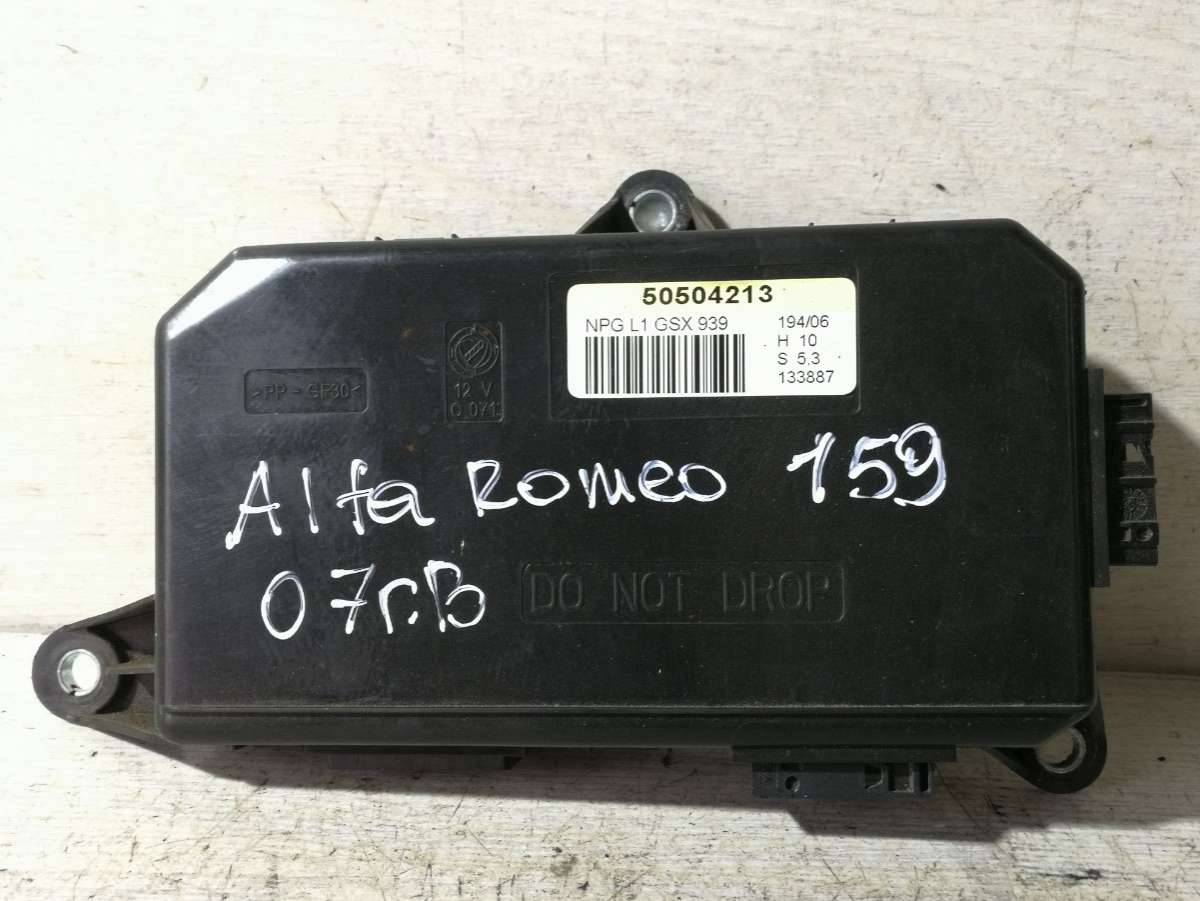 50504213
NPG L1 GSX 939
194/06
H 10
S 5.3
133887
>PP - GF30<
12 V
Alfa Romeo 159
07г.В
DO NOT DROP